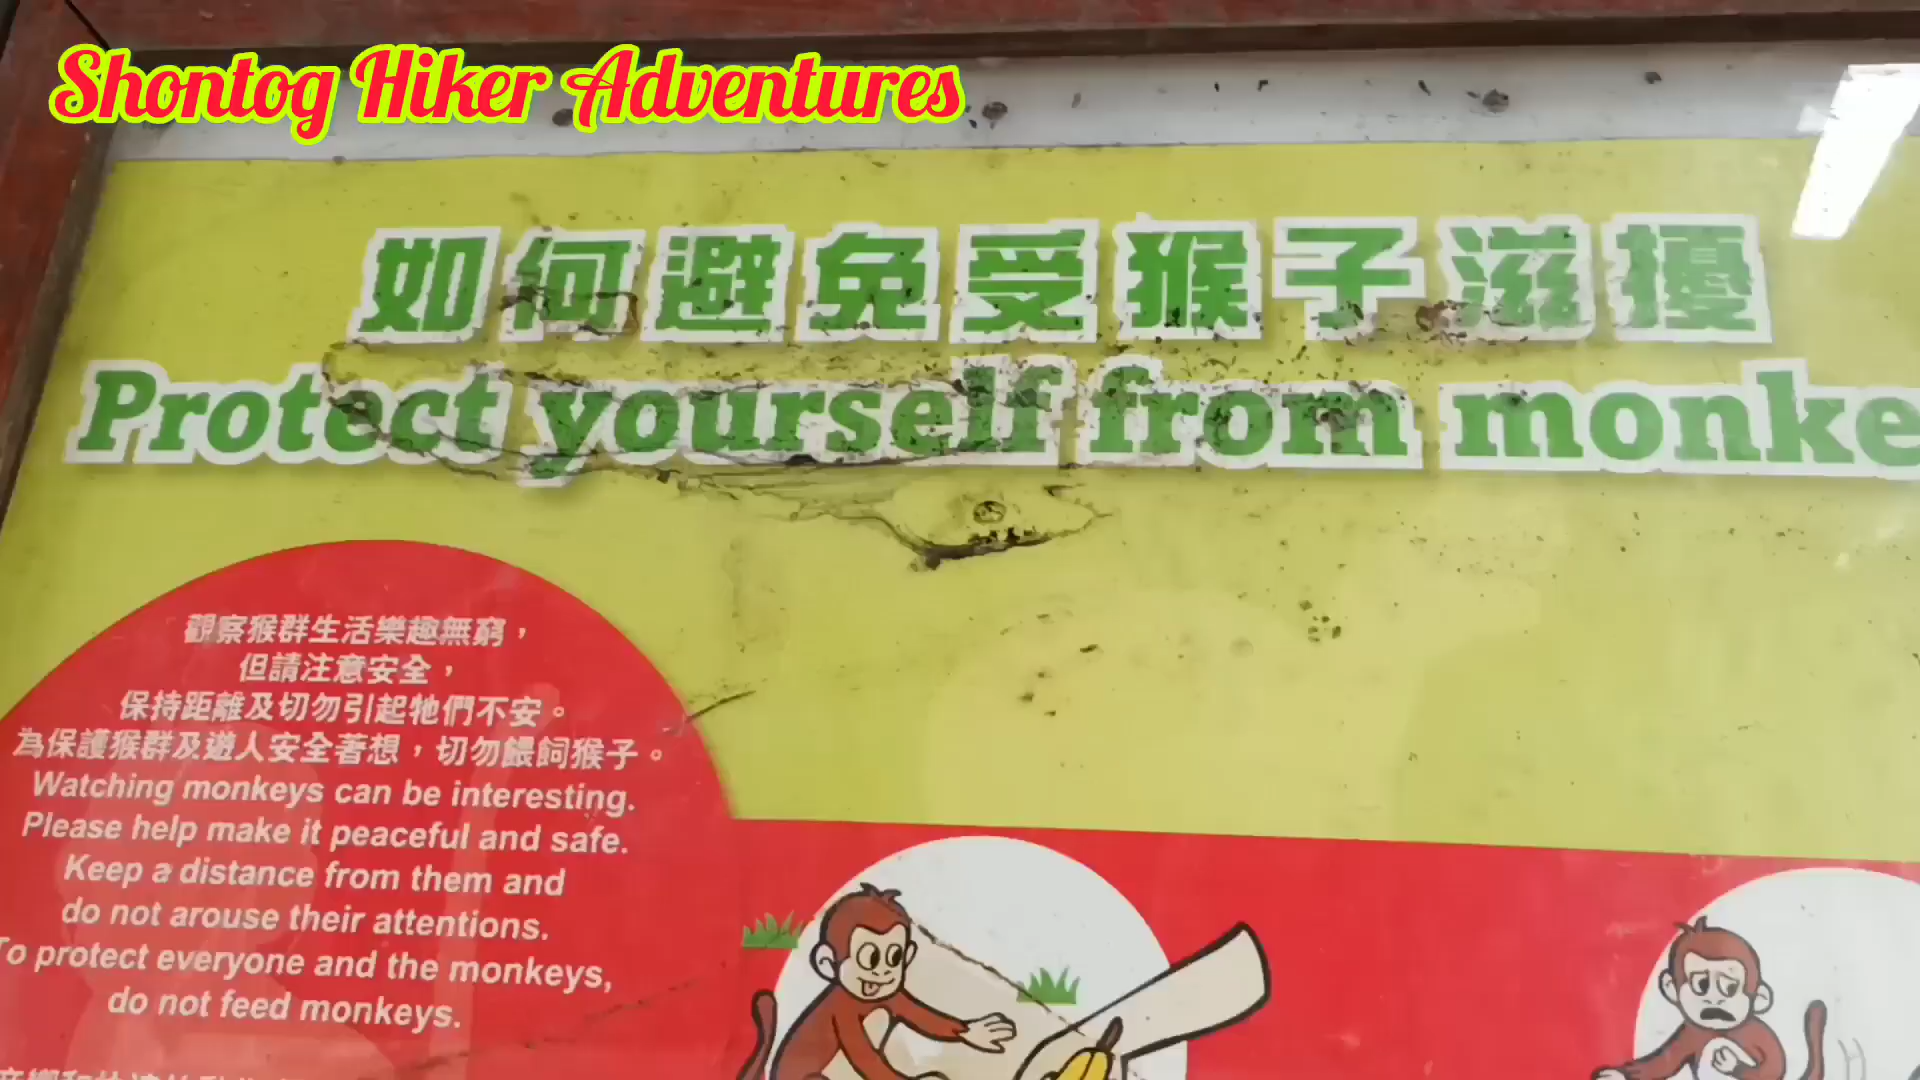 Shontog Hiker Adventures
如何避免受猴子滋擾
Protect yourself from monke
觀察猴群生活樂趣無窮，
但請注意安全，
保持距離及切勿引起牠們不安。
為保護猴群及遊人安全著想，切勿餵飼猴子。
Watching monkeys can be interesting.
Please help make it peaceful and safe.
Keep a distance from them and
do not arouse their attentions.
To protect everyone and the monkeys,
do not feed monkeys.